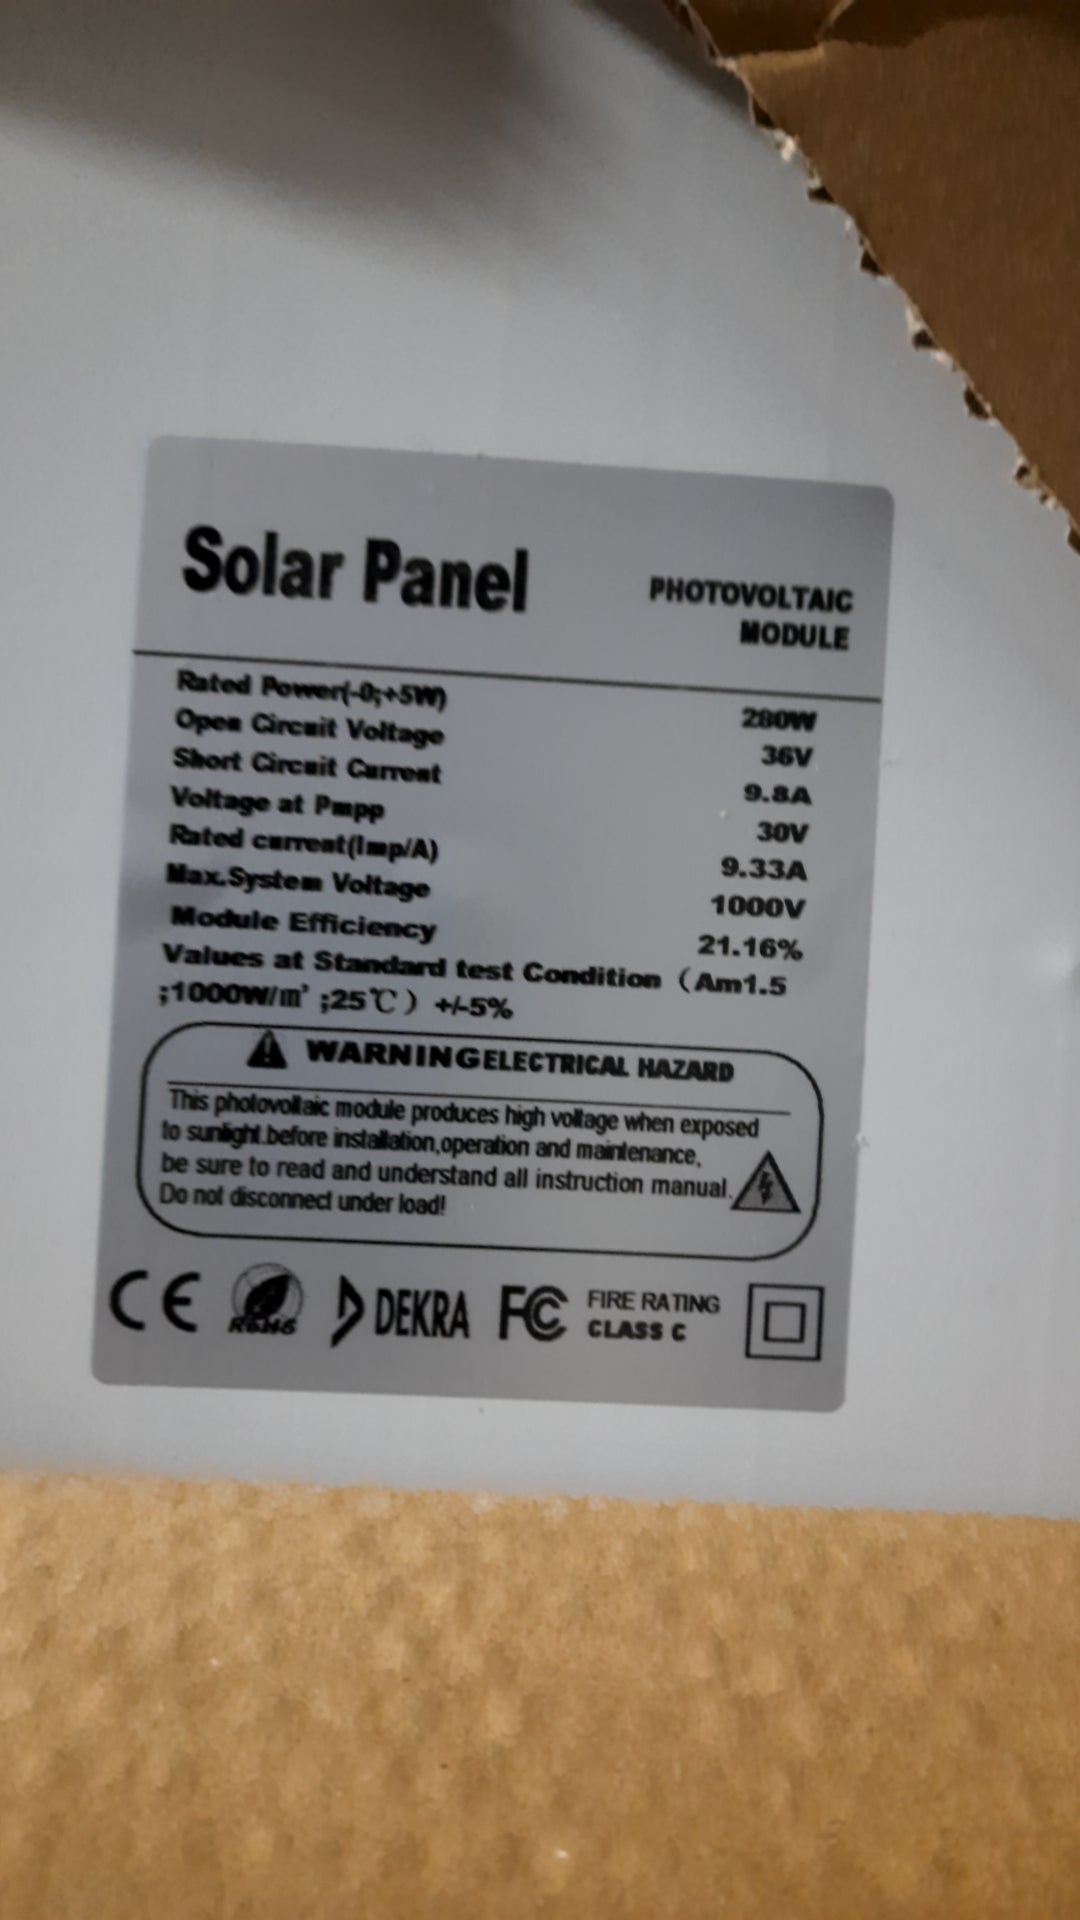 Solar Panel
PHOTOVOLTAIC
MODULE
Rated Power(-0;+5W) 280W
Open Circuit Voltage 36V
Short Circuit Current 9.8A
Voltage at Pmpp 30V
Rated current(Imp/A) 9.33A
Max.System Voltage 1000V
Module Efficiency 21.16%
Values at Standard test Condition（Am1.5
;1000W/㎡ ;25℃） +/-5%
WARNING ELECTRICAL HAZARD
This photovoltaic module produces high voltage when exposed
to sunlight.before installation,operation and maintenance,
be sure to read and understand all instruction manual.
Do not disconnect under load!
CE RoHS DEKRA FC FIRE RATING
CLASS C